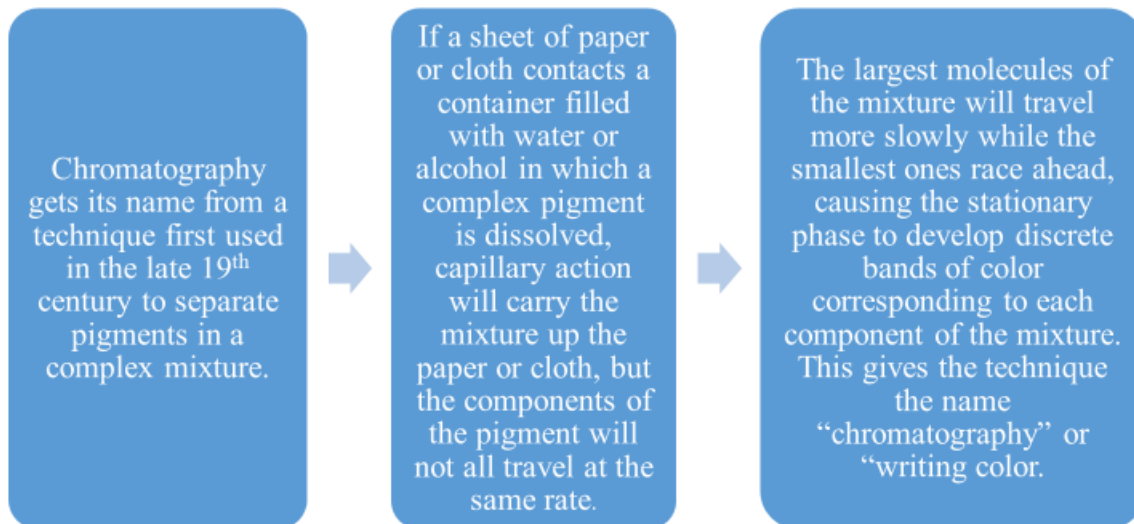 Chromatography
gets its name from a
technique first used
in the late 19th
century to separate
pigments in a
complex mixture.
If a sheet of paper
or cloth contacts a
container filled
with water or
alcohol in which a
complex pigment
is dissolved,
capillary action
will carry the
mixture up the
paper or cloth, but
the components of
the pigment will
not all travel at the
same rate.
The largest molecules of
the mixture will travel
more slowly while the
smallest ones race ahead,
causing the stationary
phase to develop discrete
bands of color
corresponding to each
component of the mixture.
This gives the technique
the name
“chromatography” or
“writing color.